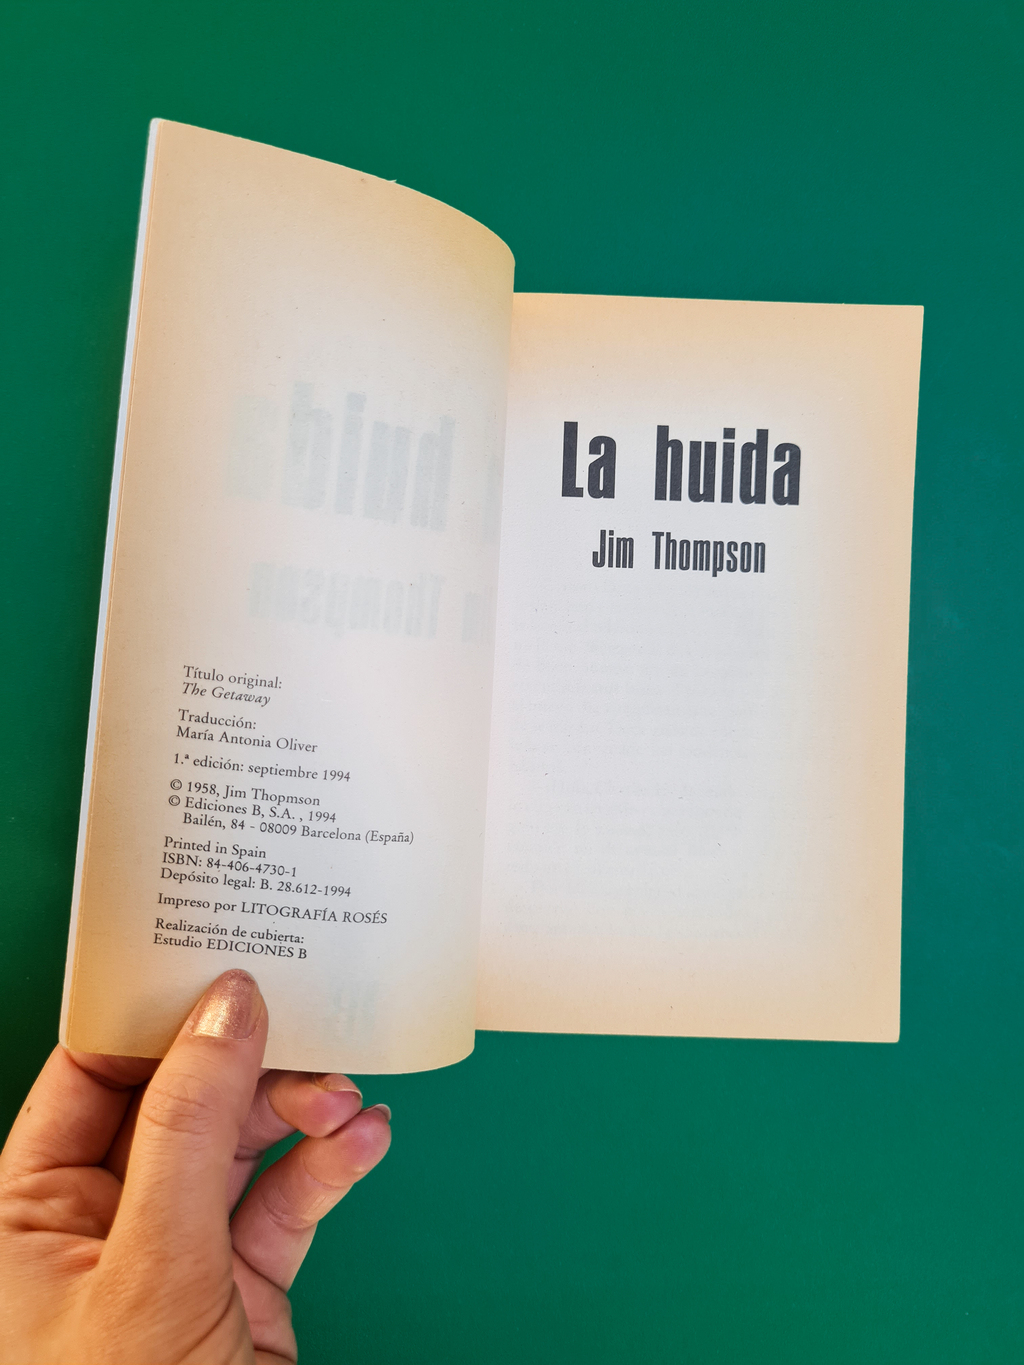 Título original:
The Getaway
Traducción:
María Antonia Oliver
1.ª edición: septiembre 1994
© 1958, Jim Thopmson
© Ediciones B, S.A. , 1994
Bailén, 84 - 08009 Barcelona (España)
Printed in Spain
ISBN: 84-406-4730-1
Depósito legal: B. 28.612-1994
Impreso por LITOGRAFÍA ROSÉS
Realización de cubierta:
Estudio EDICIONES B
La huida
Jim Thompson